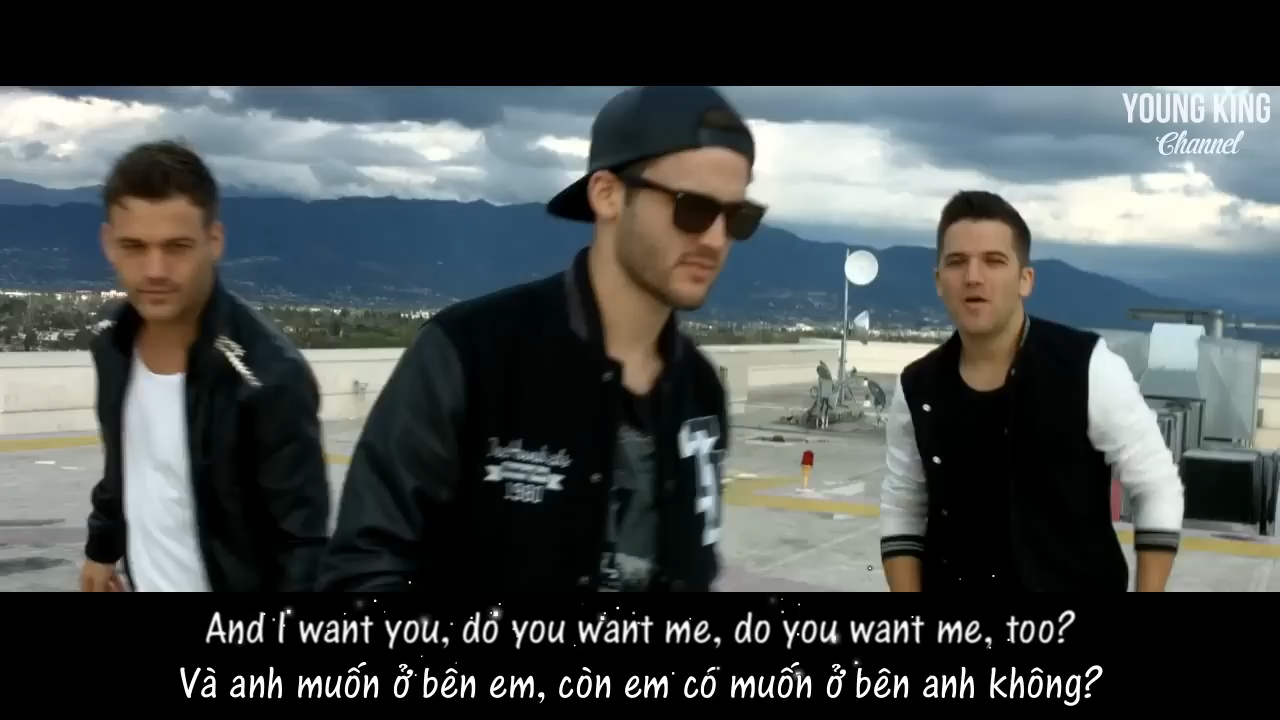 YOUNG KING
Channel
1980
And I want you, do you want me, do you want me, too?
Và anh muốn ở bên em, còn em có muốn ở bên anh không?